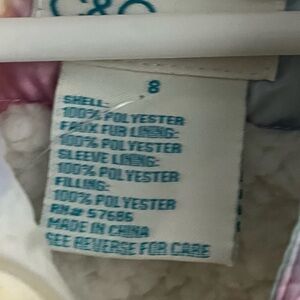 8
SHELL:
100% POLYESTER
FAUX FUR LINING:
100% POLYESTER
SLEEVE LINING:
100% POLYESTER
FILLING:
100% POLYESTER
RN# 57686
MADE IN CHINA
SEE REVERSE FOR CARE